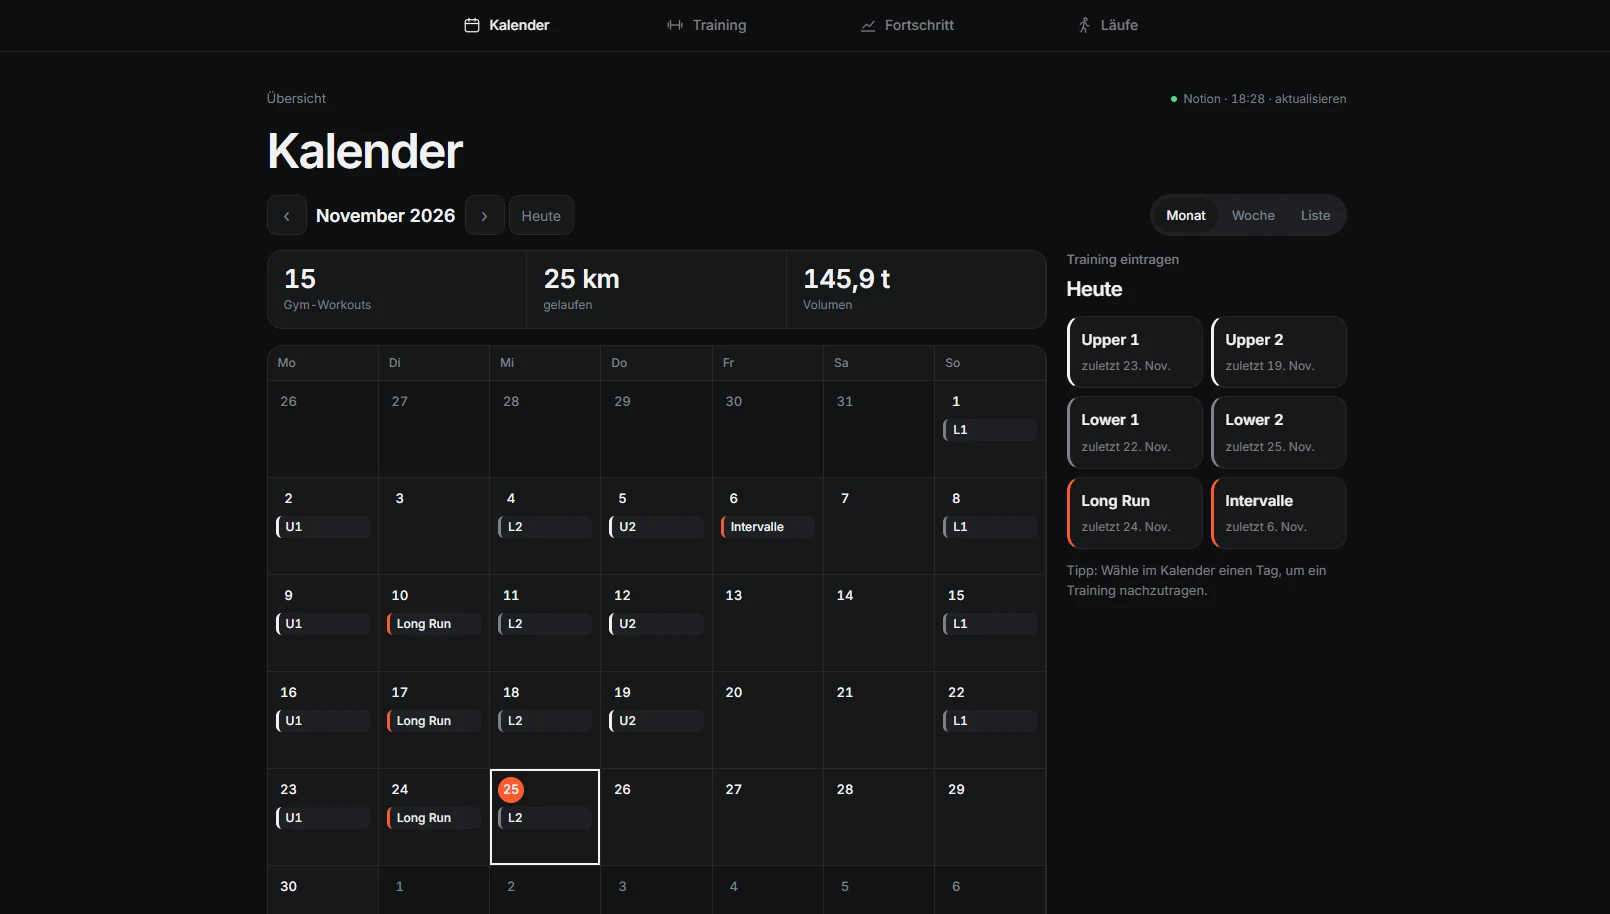 Kalender
Training
Fortschritt
Läufe
Übersicht
Notion · 18:28 · aktualisieren
Kalender
November 2026
Heute
Monat
Woche
Liste
15
Gym-Workouts
25 km
gelaufen
145,9 t
Volumen
Training eintragen
Heute
Upper 1
zuletzt 23. Nov.
Upper 2
zuletzt 19. Nov.
Lower 1
zuletzt 22. Nov.
Lower 2
zuletzt 25. Nov.
Long Run
zuletzt 24. Nov.
Intervalle
zuletzt 6. Nov.
Tipp: Wähle im Kalender einen Tag, um ein
Training nachzutragen.
Mo Di Mi Do Fr Sa So
26 27 28 29 30 31 1
L1
2 3 4 5 6 7 8
U1 L2 U2 Intervalle L1
9 10 11 12 13 14 15
U1 Long Run L2 U2 L1
16 17 18 19 20 21 22
U1 Long Run L2 U2 L1
23 24 25 26 27 28 29
U1 Long Run L2
30 1 2 3 4 5 6